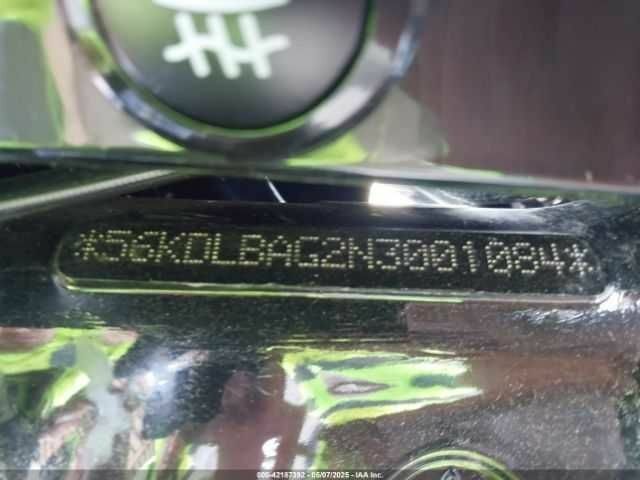 *56KDLBAG2N3001084*
000-42187392 - 05/07/2025 - IAA Inc.